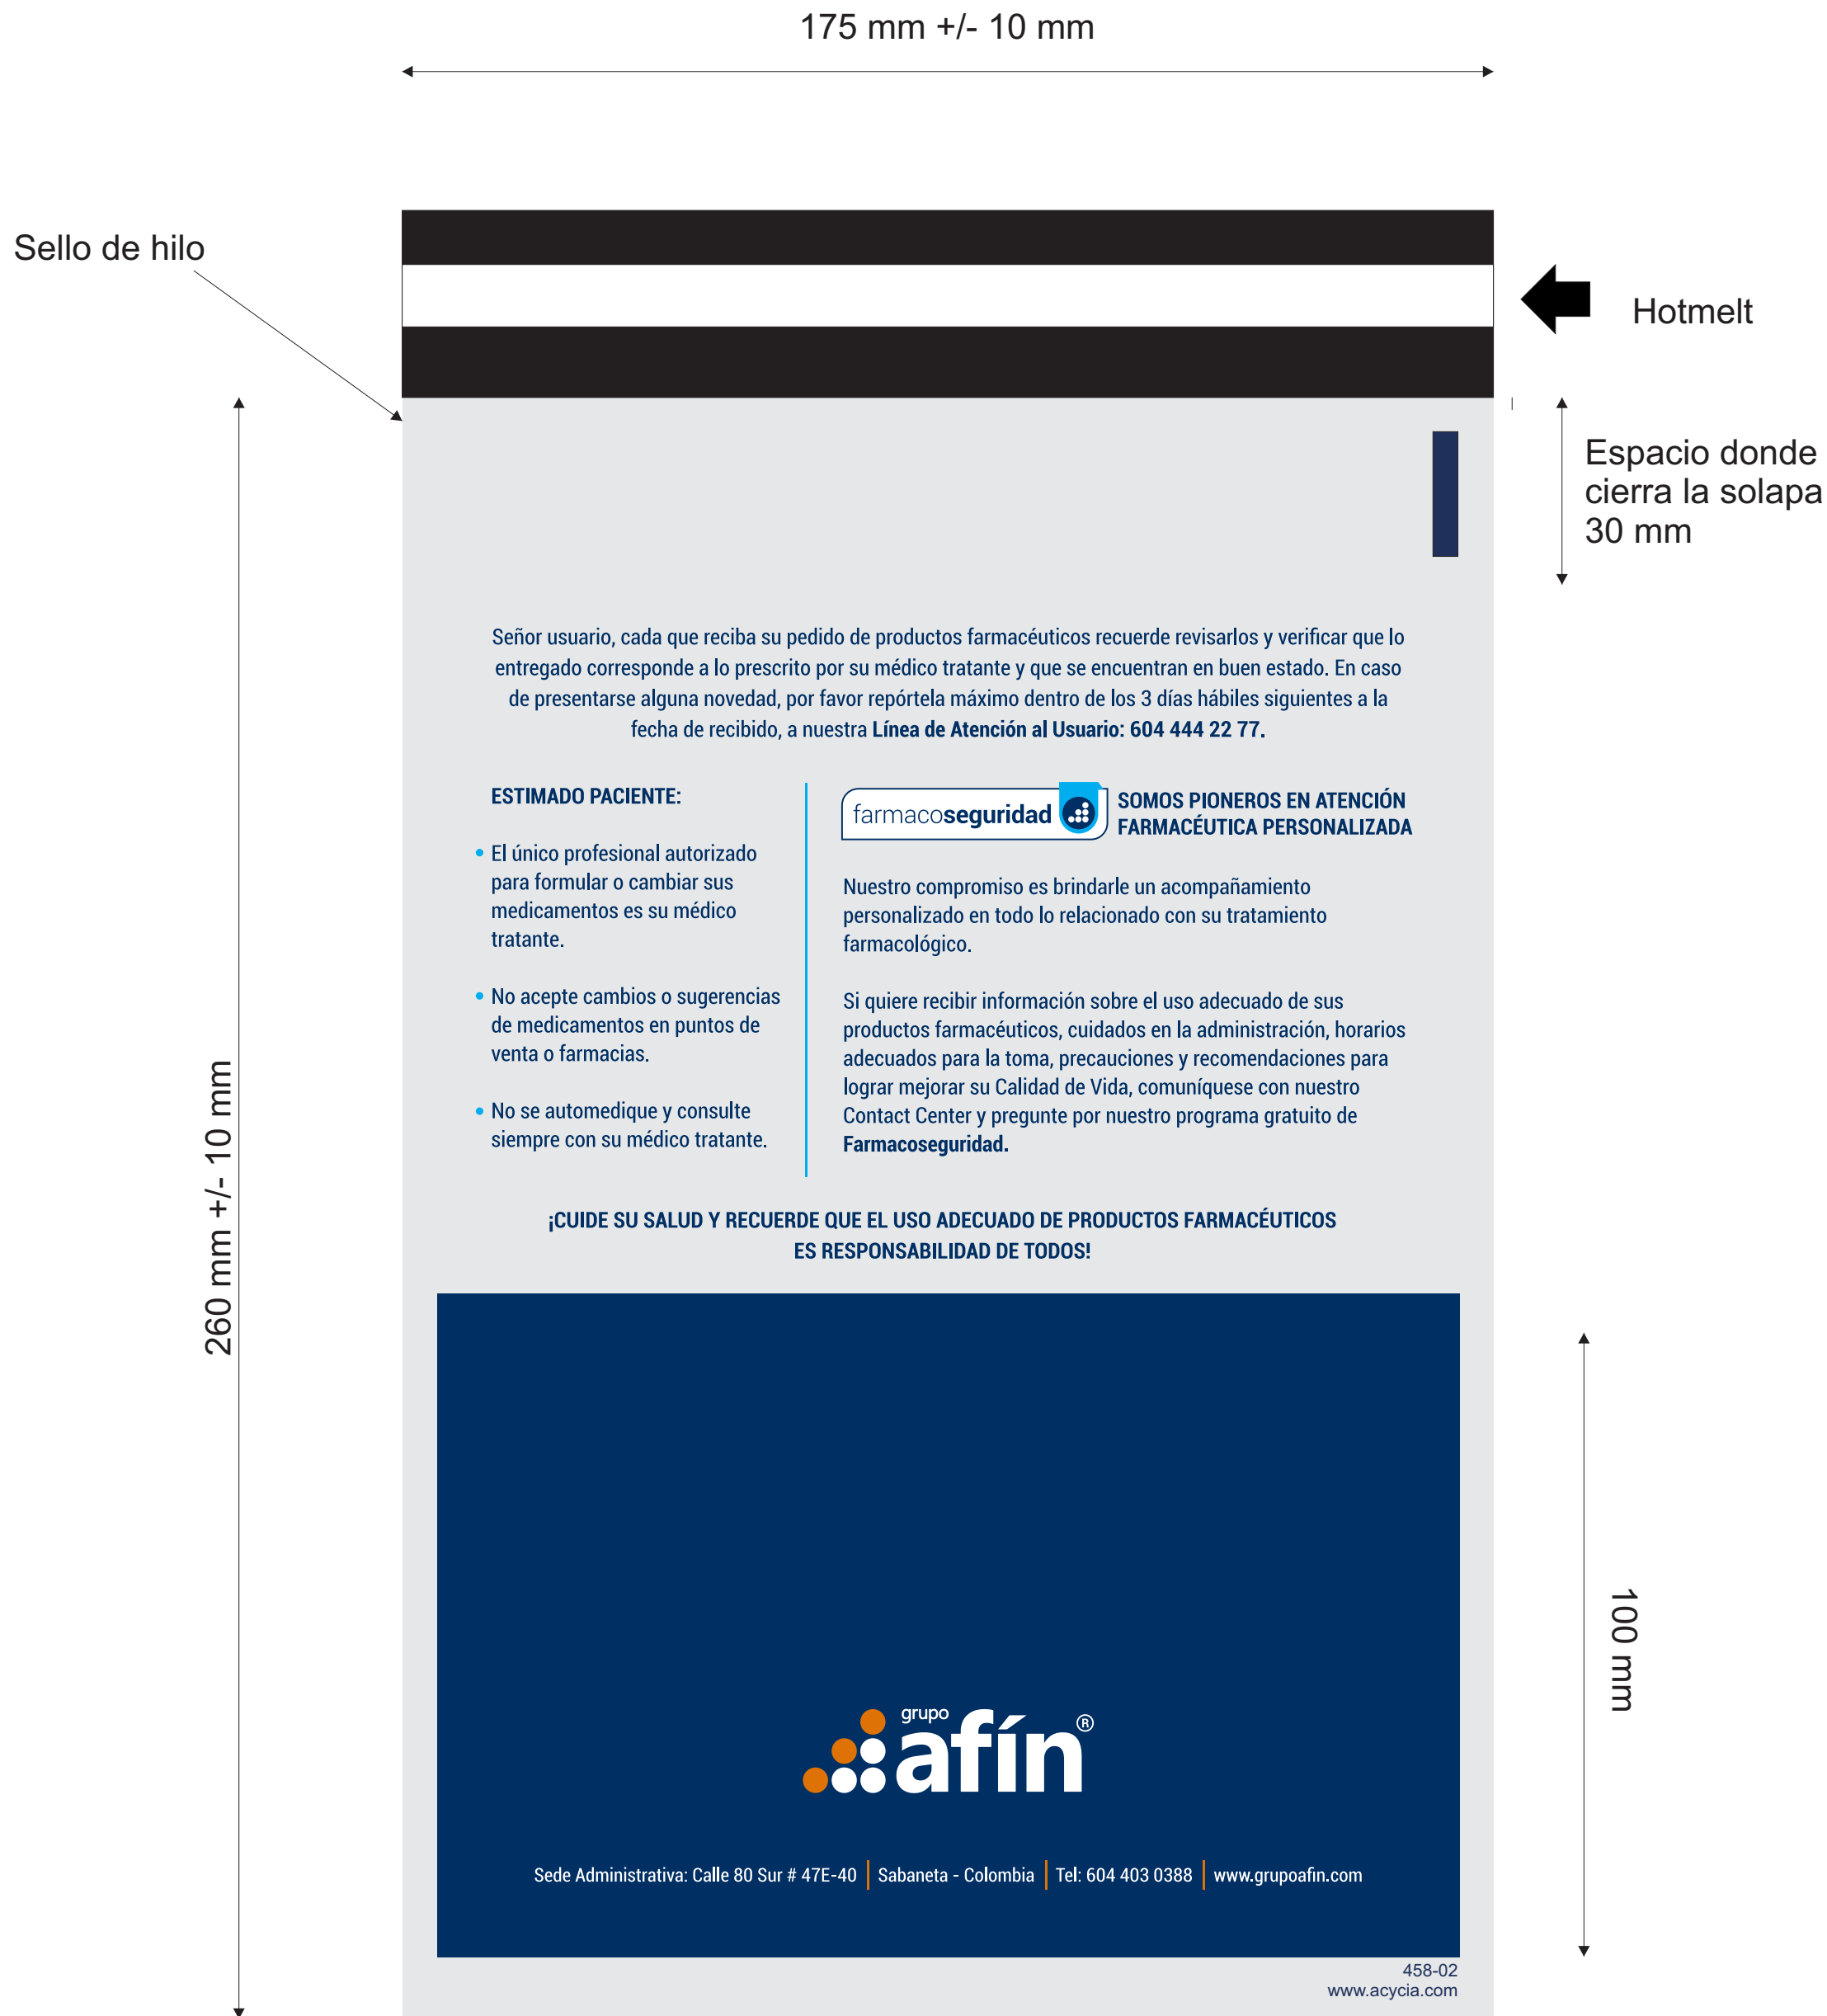 175 mm +/- 10 mm
Sello de hilo
Hotmelt
Espacio donde
cierra la solapa
30 mm
Señor usuario, cada que reciba su pedido de productos farmacéuticos recuerde revisarlos y verificar que lo
entregado corresponde a lo prescrito por su médico tratante y que se encuentran en buen estado. En caso
de presentarse alguna novedad, por favor repórtela máximo dentro de los 3 días hábiles siguientes a la
fecha de recibido, a nuestra Línea de Atención al Usuario: 604 444 22 77.
ESTIMADO PACIENTE:
• El único profesional autorizado
para formular o cambiar sus
medicamentos es su médico
tratante.
• No acepte cambios o sugerencias
de medicamentos en puntos de
venta o farmacias.
• No se automedique y consulte
siempre con su médico tratante.
farmacoseguridad
SOMOS PIONEROS EN ATENCIÓN
FARMACÉUTICA PERSONALIZADA
Nuestro compromiso es brindarle un acompañamiento
personalizado en todo lo relacionado con su tratamiento
farmacológico.
Si quiere recibir información sobre el uso adecuado de sus
productos farmacéuticos, cuidados en la administración, horarios
adecuados para la toma, precauciones y recomendaciones para
lograr mejorar su Calidad de Vida, comuníquese con nuestro
Contact Center y pregunte por nuestro programa gratuito de
Farmacoseguridad.
¡CUIDE SU SALUD Y RECUERDE QUE EL USO ADECUADO DE PRODUCTOS FARMACÉUTICOS
ES RESPONSABILIDAD DE TODOS!
260 mm +/- 10 mm
100 mm
grupo
afín®
Sede Administrativa: Calle 80 Sur # 47E-40 | Sabaneta - Colombia | Tel: 604 403 0388 | www.grupoafin.com
458-02
www.acycia.com